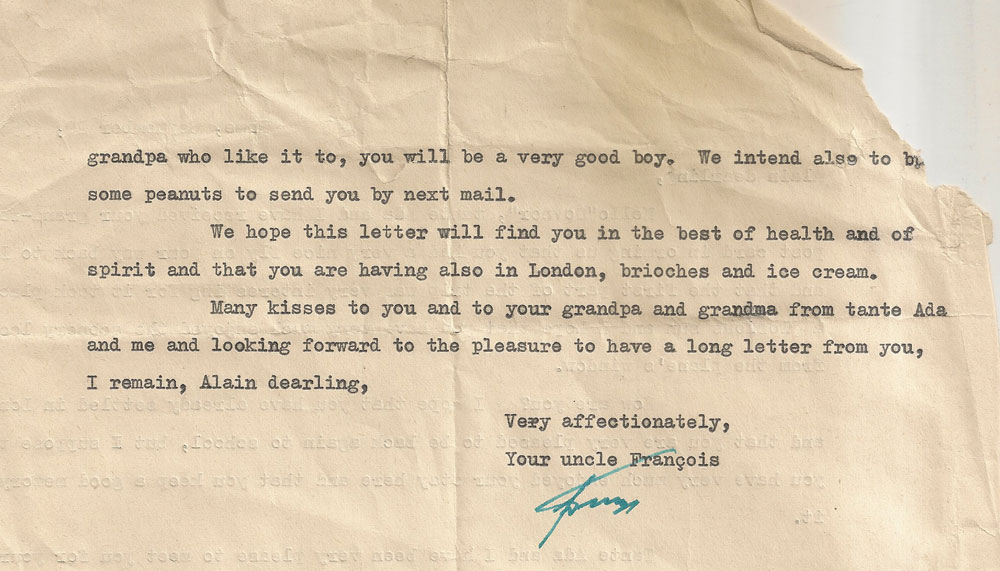 grandpa who like it to, you will be a very good boy. We intend alse to by
some peanuts to send you by next mail.
We hope this letter will find you in the best of health and of
spirit and that you are having also in London, brioches and ice cream.
Many kisses to you and to your grandpa and grandma from tante Ada
and me and looking forward to the pleasure to have a long letter from you,
I remain, Alain dearling,
Very affectionately,
Your uncle François